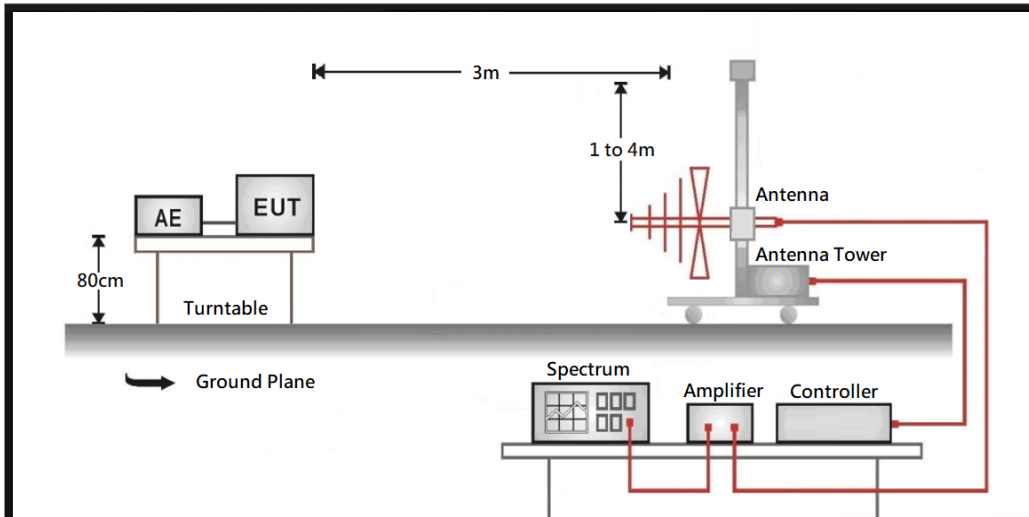 3m
1 to 4m
AE
EUT
Antenna
80cm
Antenna Tower
Turntable
Ground Plane
Spectrum
Amplifier
Controller